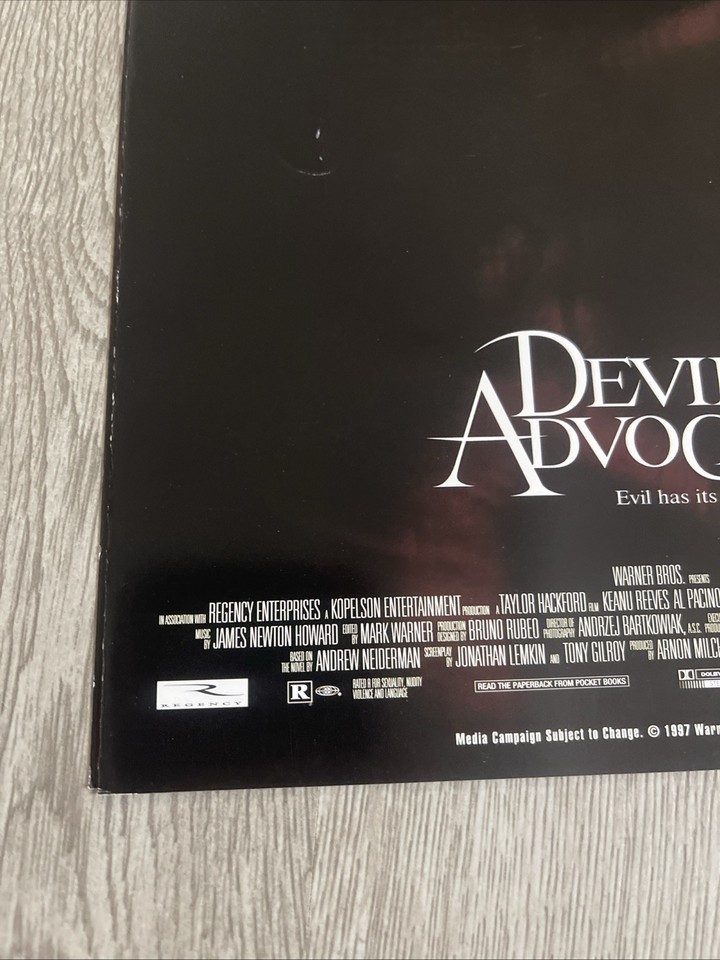 DEVIL
ADVOC
Evil has its
WARNER BROS. PRESENTS
IN ASSOCIATION WITH REGENCY ENTERPRISES A KOPELSON ENTERTAINMENT PRODUCTION A TAYLOR HACKFORD FILM KEANU REEVES AL PACINO
MUSIC BY JAMES NEWTON HOWARD EDITED BY MARK WARNER PRODUCTION DESIGNED BY BRUNO RUBEO DIRECTOR OF PHOTOGRAPHY ANDRZEJ BARTKOWIAK, A.S.C.
BASED ON THE NOVEL BY ANDREW NEIDERMAN SCREENPLAY BY JONATHAN LEMKIN AND TONY GILROY PRODUCED BY ARNON MILCH
REGENCY
R
RATED R FOR SEXUALITY, NUDITY
VIOLENCE AND LANGUAGE
READ THE PAPERBACK FROM POCKET BOOKS
DOLBY
Media Campaign Subject to Change. © 1997 Warn